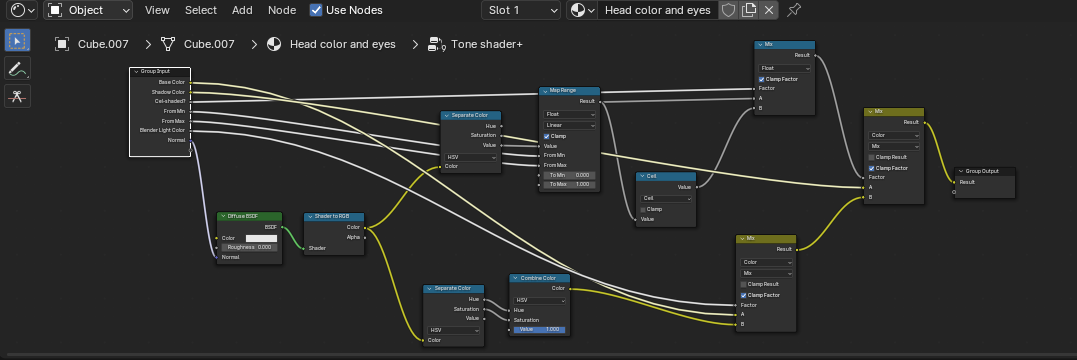 Object
View
Select
Add
Node
Use Nodes
Slot 1
Head color and eyes
Cube.007
Cube.007
Head color and eyes
Tone shader+
Group Input
Base Color
Shadow Color
Cel-shaded?
From Min
From Max
Blender Light Color
Normal
Diffuse BSDF
BSDF
Color
Roughness 0.000
Normal
Shader to RGB
Color
Alpha
Shader
Separate Color
Hue
Saturation
Value
HSV
Color
Separate Color
Hue
Saturation
Value
HSV
Color
Combine Color
Color
HSV
Hue
Saturation
Value 1.000
Map Range
Result
Float
Linear
Clamp
Value
From Min
From Max
To Min 0.000
To Max 1.000
Ceil
Value
Ceil
Clamp
Value
Mix
Result
Float
Clamp Factor
Factor
A
B
Mix
Result
Color
Mix
Clamp Result
Clamp Factor
Factor
A
B
Mix
Result
Color
Mix
Clamp Result
Clamp Factor
Factor
A
B
Group Output
Result